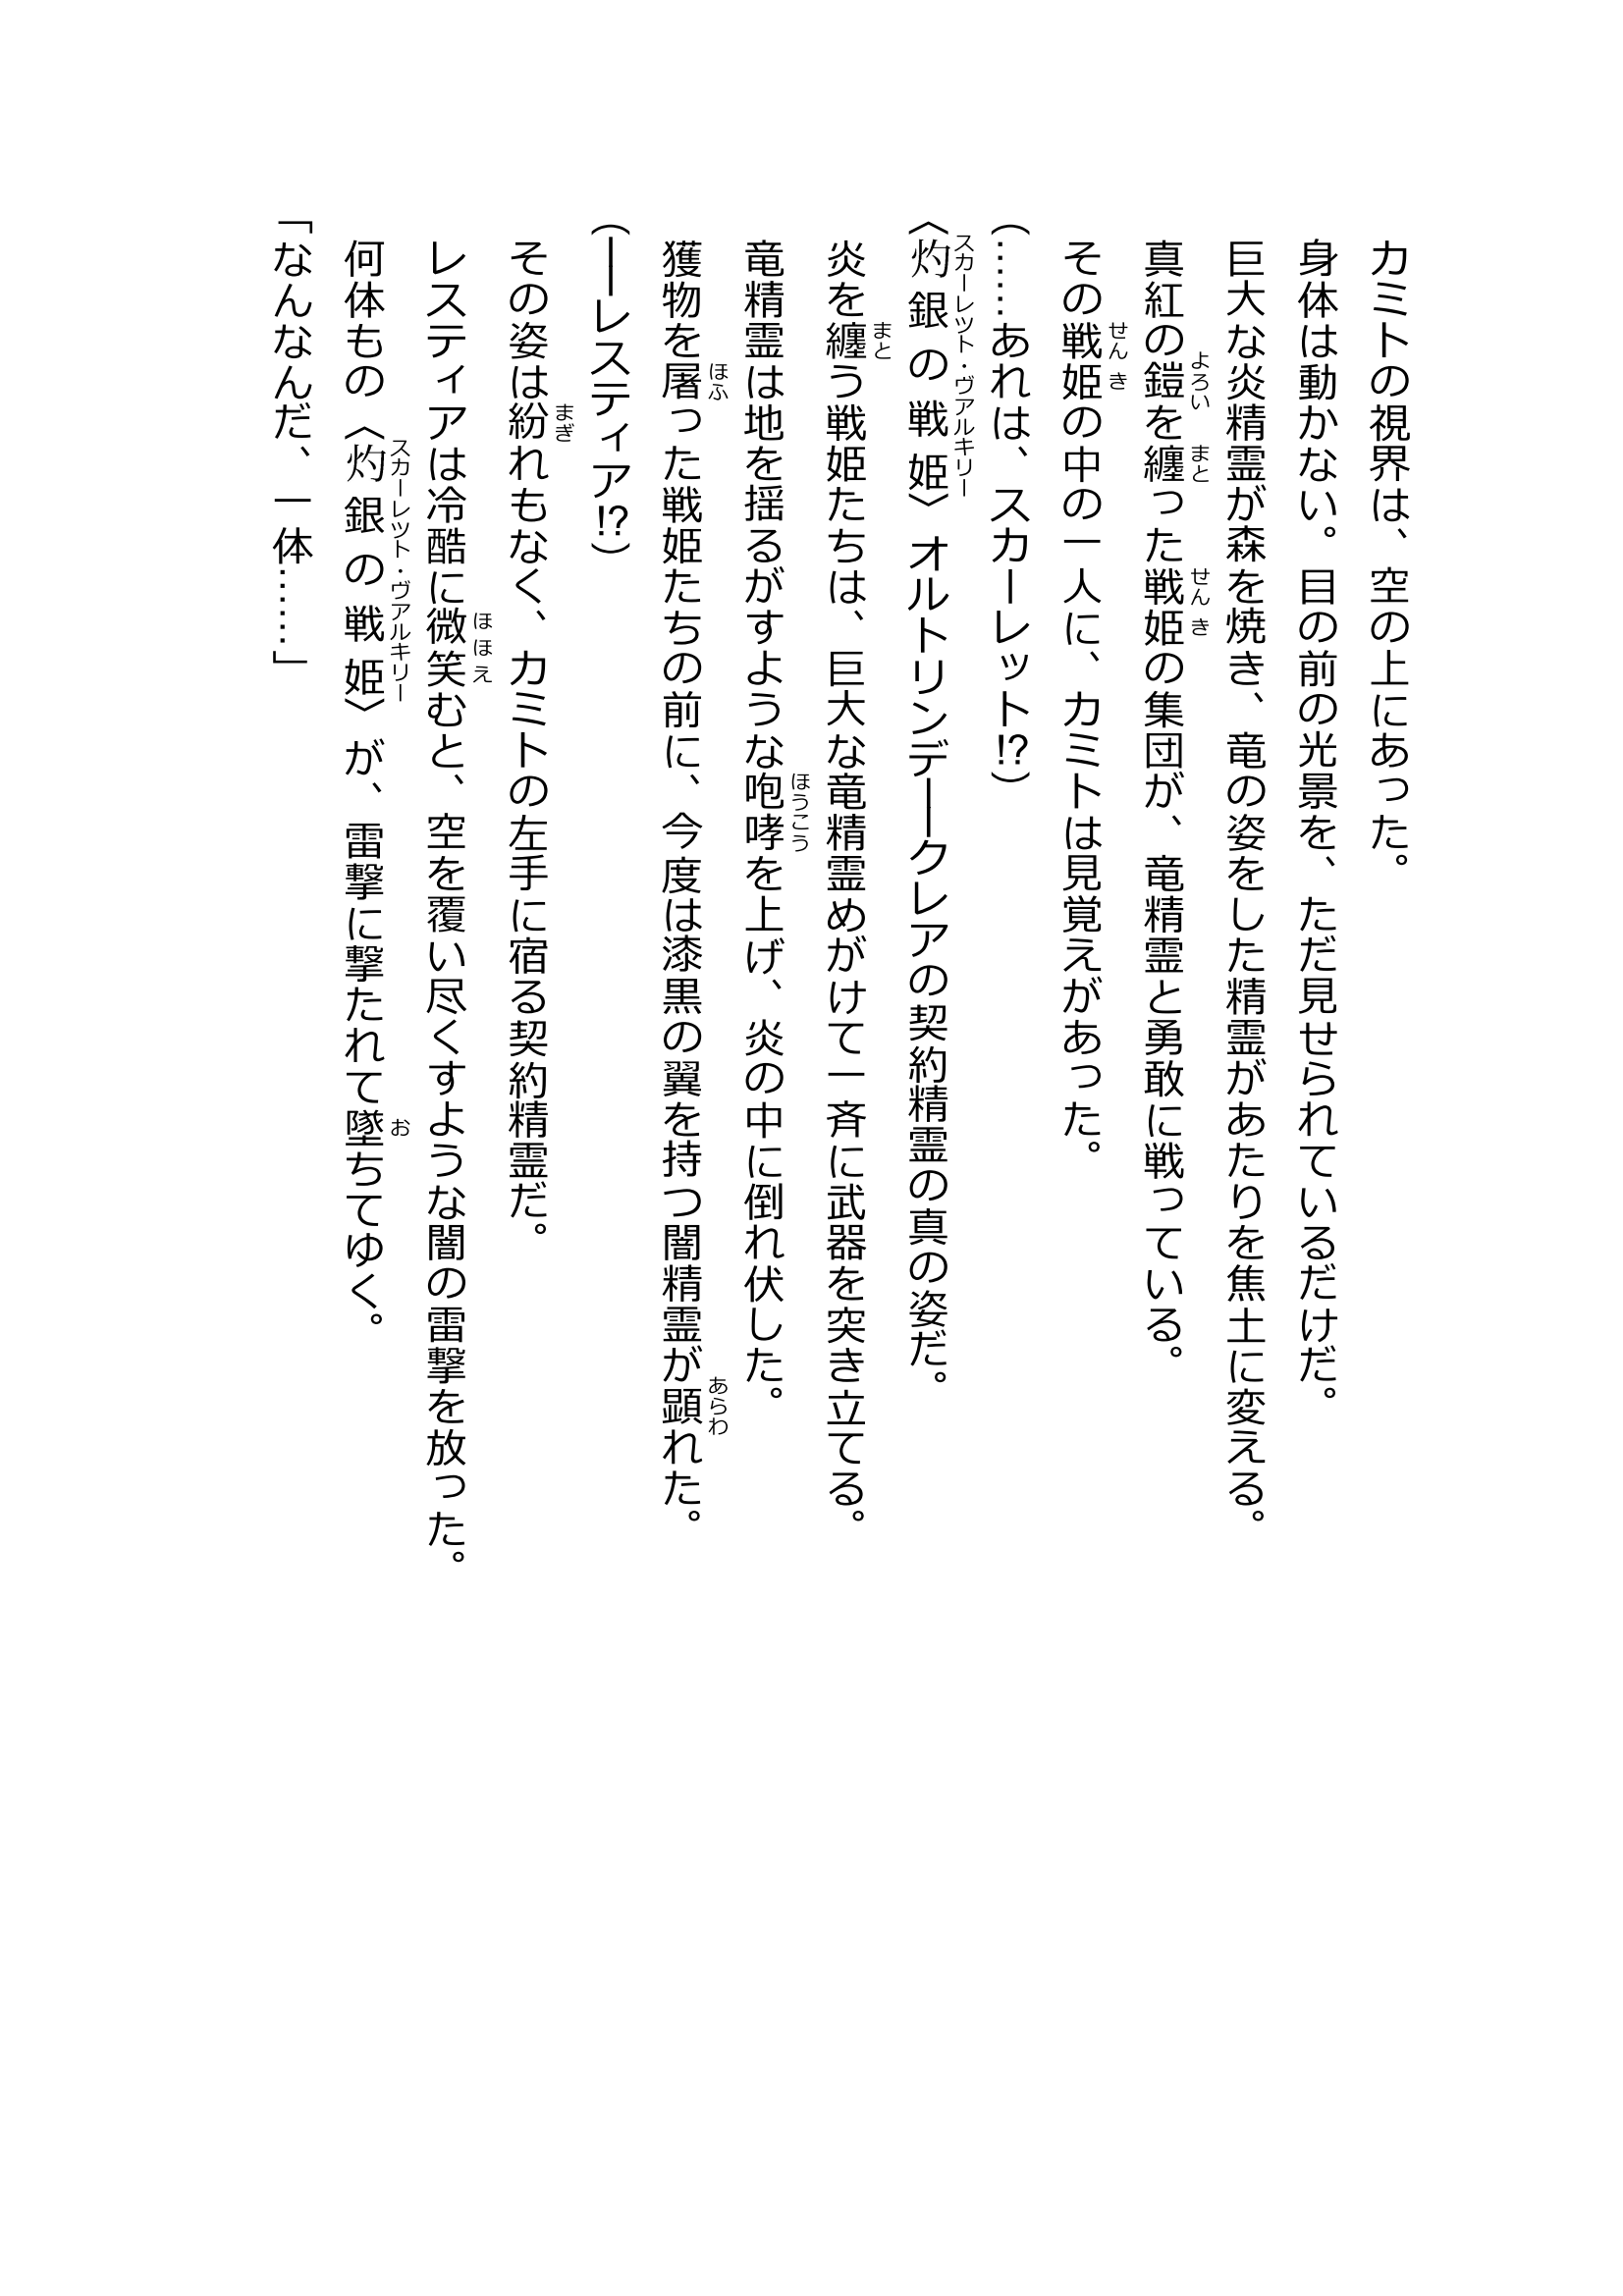 カミトの視界は、空の上にあった。
身体は動かない。目の前の光景を、ただ見せられているだけだ。
巨大な炎精霊が森を焼き、竜の姿をした精霊があたりを焦土に変える。
真紅の鎧を纏った戦姫の集団が、竜精霊と勇敢に戦っている。
その戦姫の中の一人に、カミトは見覚えがあった。
（……あれは、スカーレット⁉）
〈灼銀の戦姫〉オルトリンデ――クレアの契約精霊の真の姿だ。
炎を纏う戦姫たちは、巨大な竜精霊めがけて一斉に武器を突き立てる。
竜精霊は地を揺るがすような咆哮を上げ、炎の中に倒れ伏した。
獲物を屠った戦姫たちの前に、今度は漆黒の翼を持つ闇精霊が顕れた。
（――レスティア⁉）
その姿は紛れもなく、カミトの左手に宿る契約精霊だ。
レスティアは冷酷に微笑むと、空を覆い尽くすような闇の雷撃を放った。
何体もの〈灼銀の戦姫〉が、雷撃に撃たれて墜ちてゆく。
「なんなんだ、一体……」